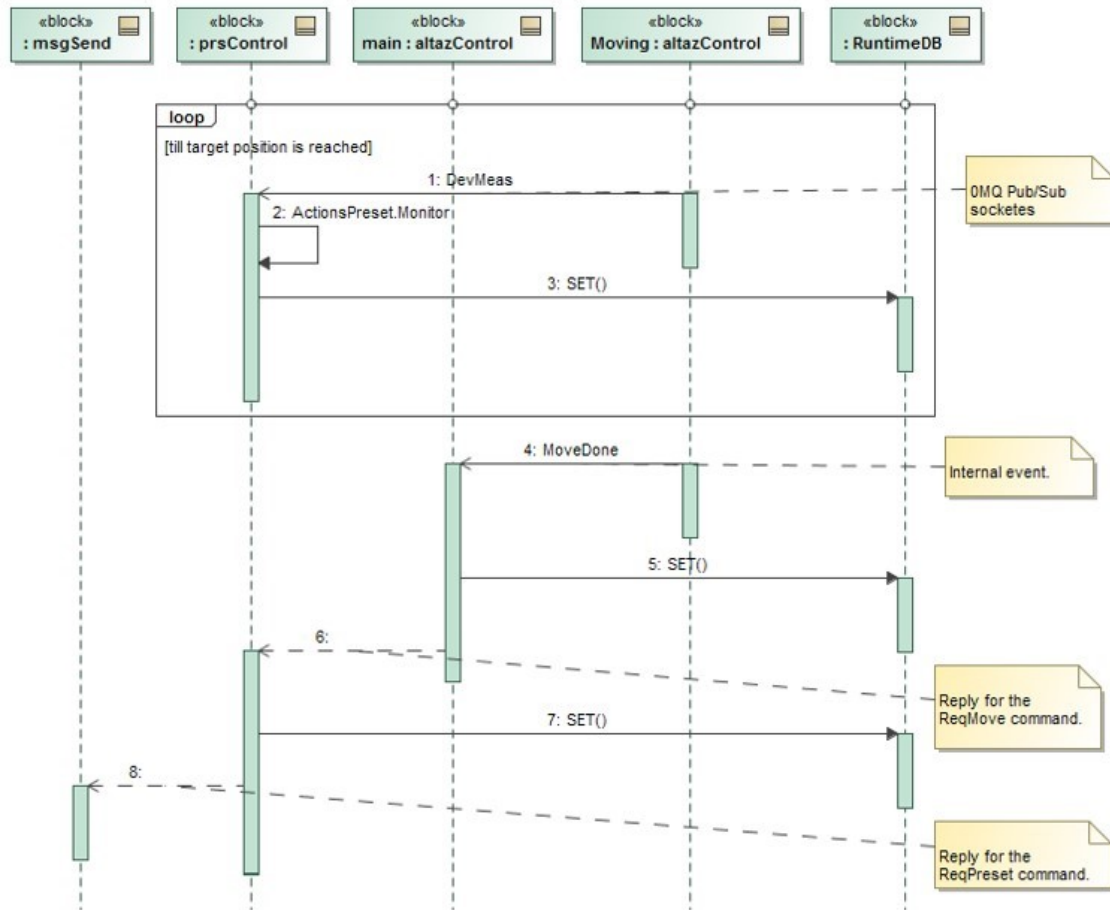 «block»
: msgSend
«block»
: prsControl
«block»
main : altazControl
«block»
Moving : altazControl
«block»
: RuntimeDB
loop
[till target position is reached]
1: DevMeas
0MQ Pub/Sub
socketes
2: ActionsPreset.Monitor
3: SET()
4: MoveDone
Internal event.
5: SET()
6:
Reply for the
ReqMove command.
7: SET()
8:
Reply for the
ReqPreset command.